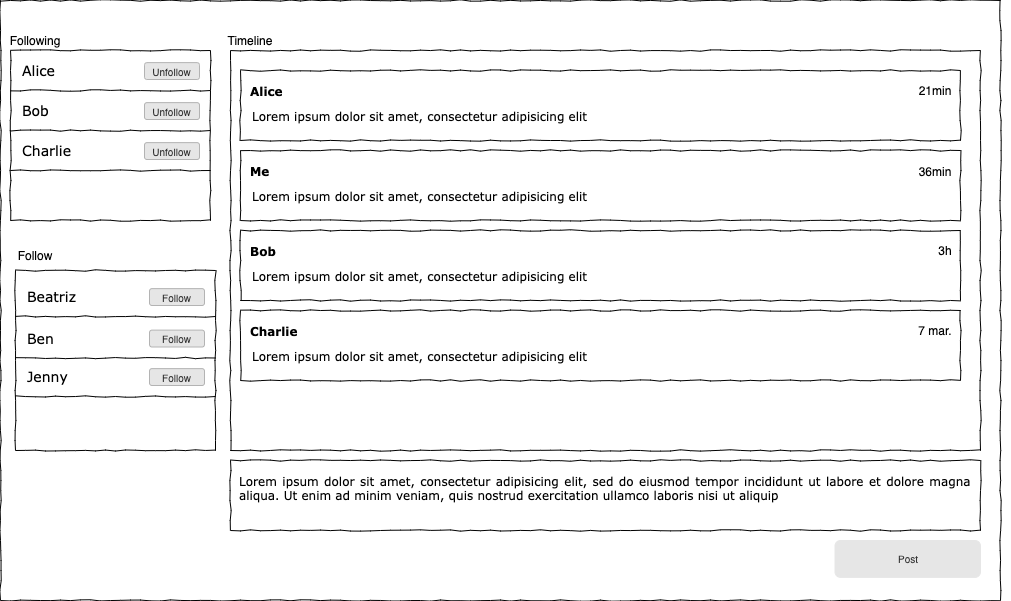 Following
Alice Unfollow
Bob Unfollow
Charlie Unfollow
Follow
Beatriz Follow
Ben Follow
Jenny Follow
Timeline
Alice 21min
Lorem ipsum dolor sit amet, consectetur adipisicing elit
Me 36min
Lorem ipsum dolor sit amet, consectetur adipisicing elit
Bob 3h
Lorem ipsum dolor sit amet, consectetur adipisicing elit
Charlie 7 mar.
Lorem ipsum dolor sit amet, consectetur adipisicing elit
Lorem ipsum dolor sit amet, consectetur adipisicing elit, sed do eiusmod tempor incididunt ut labore et dolore magna
aliqua. Ut enim ad minim veniam, quis nostrud exercitation ullamco laboris nisi ut aliquip
Post